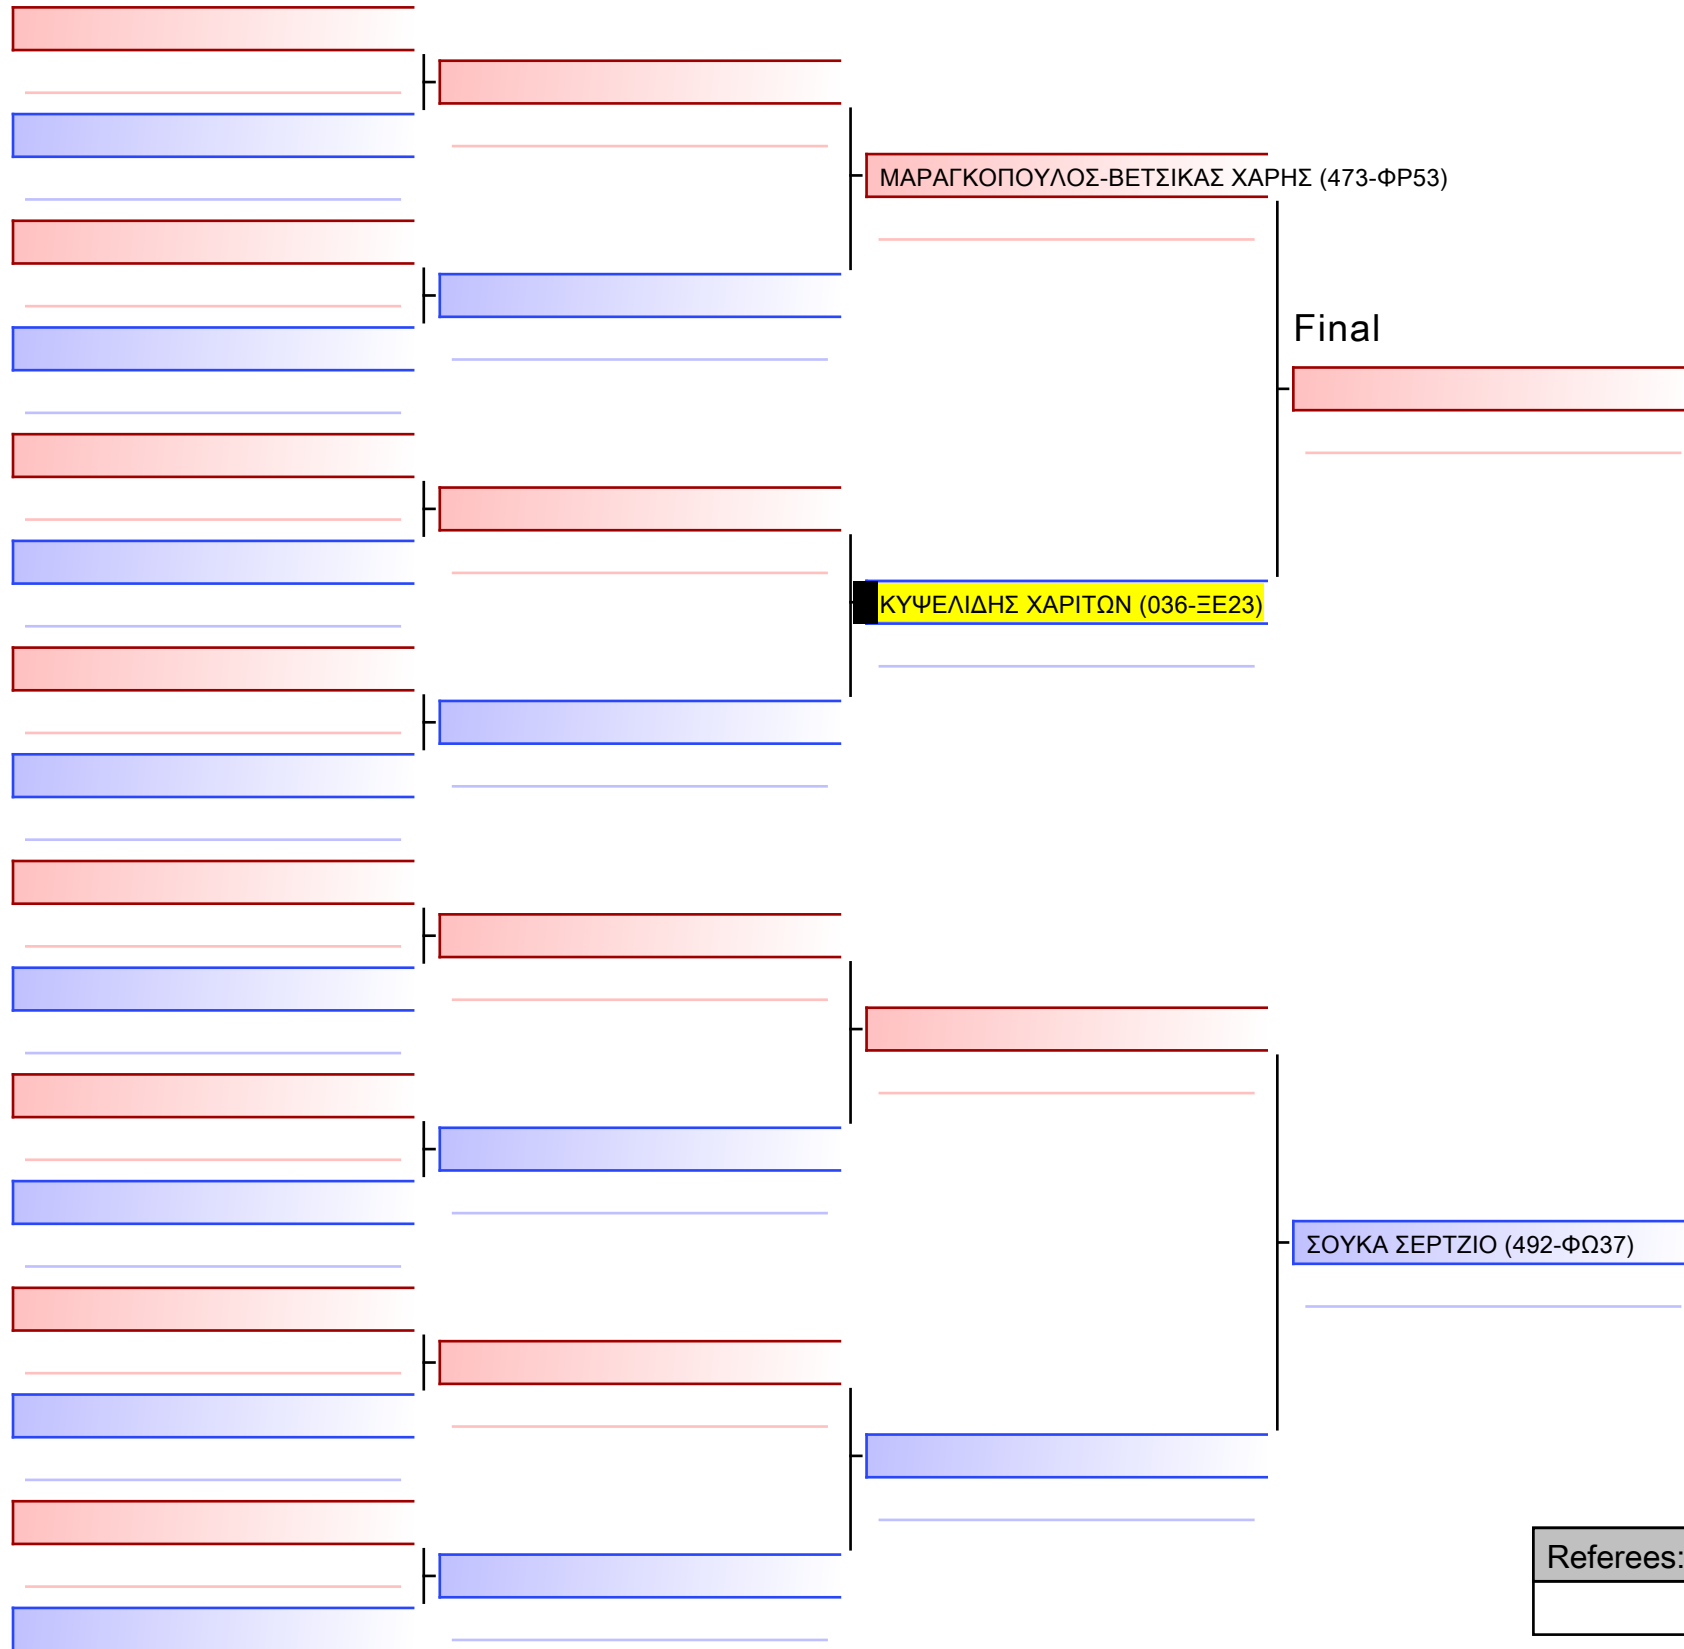 ΜΑΡΑΓΚΟΠΟΥΛΟΣ-ΒΕΤΣΙΚΑΣ ΧΑΡΗΣ (473-ΦΡ53)
Final
ΚΥΨΕΛΙΔΗΣ ΧΑΡΙΤΩΝ (036-ΞΕ23)
ΣΟΥΚΑ ΣΕΡΤΖΙΟ (492-ΦΩ37)
Referees: